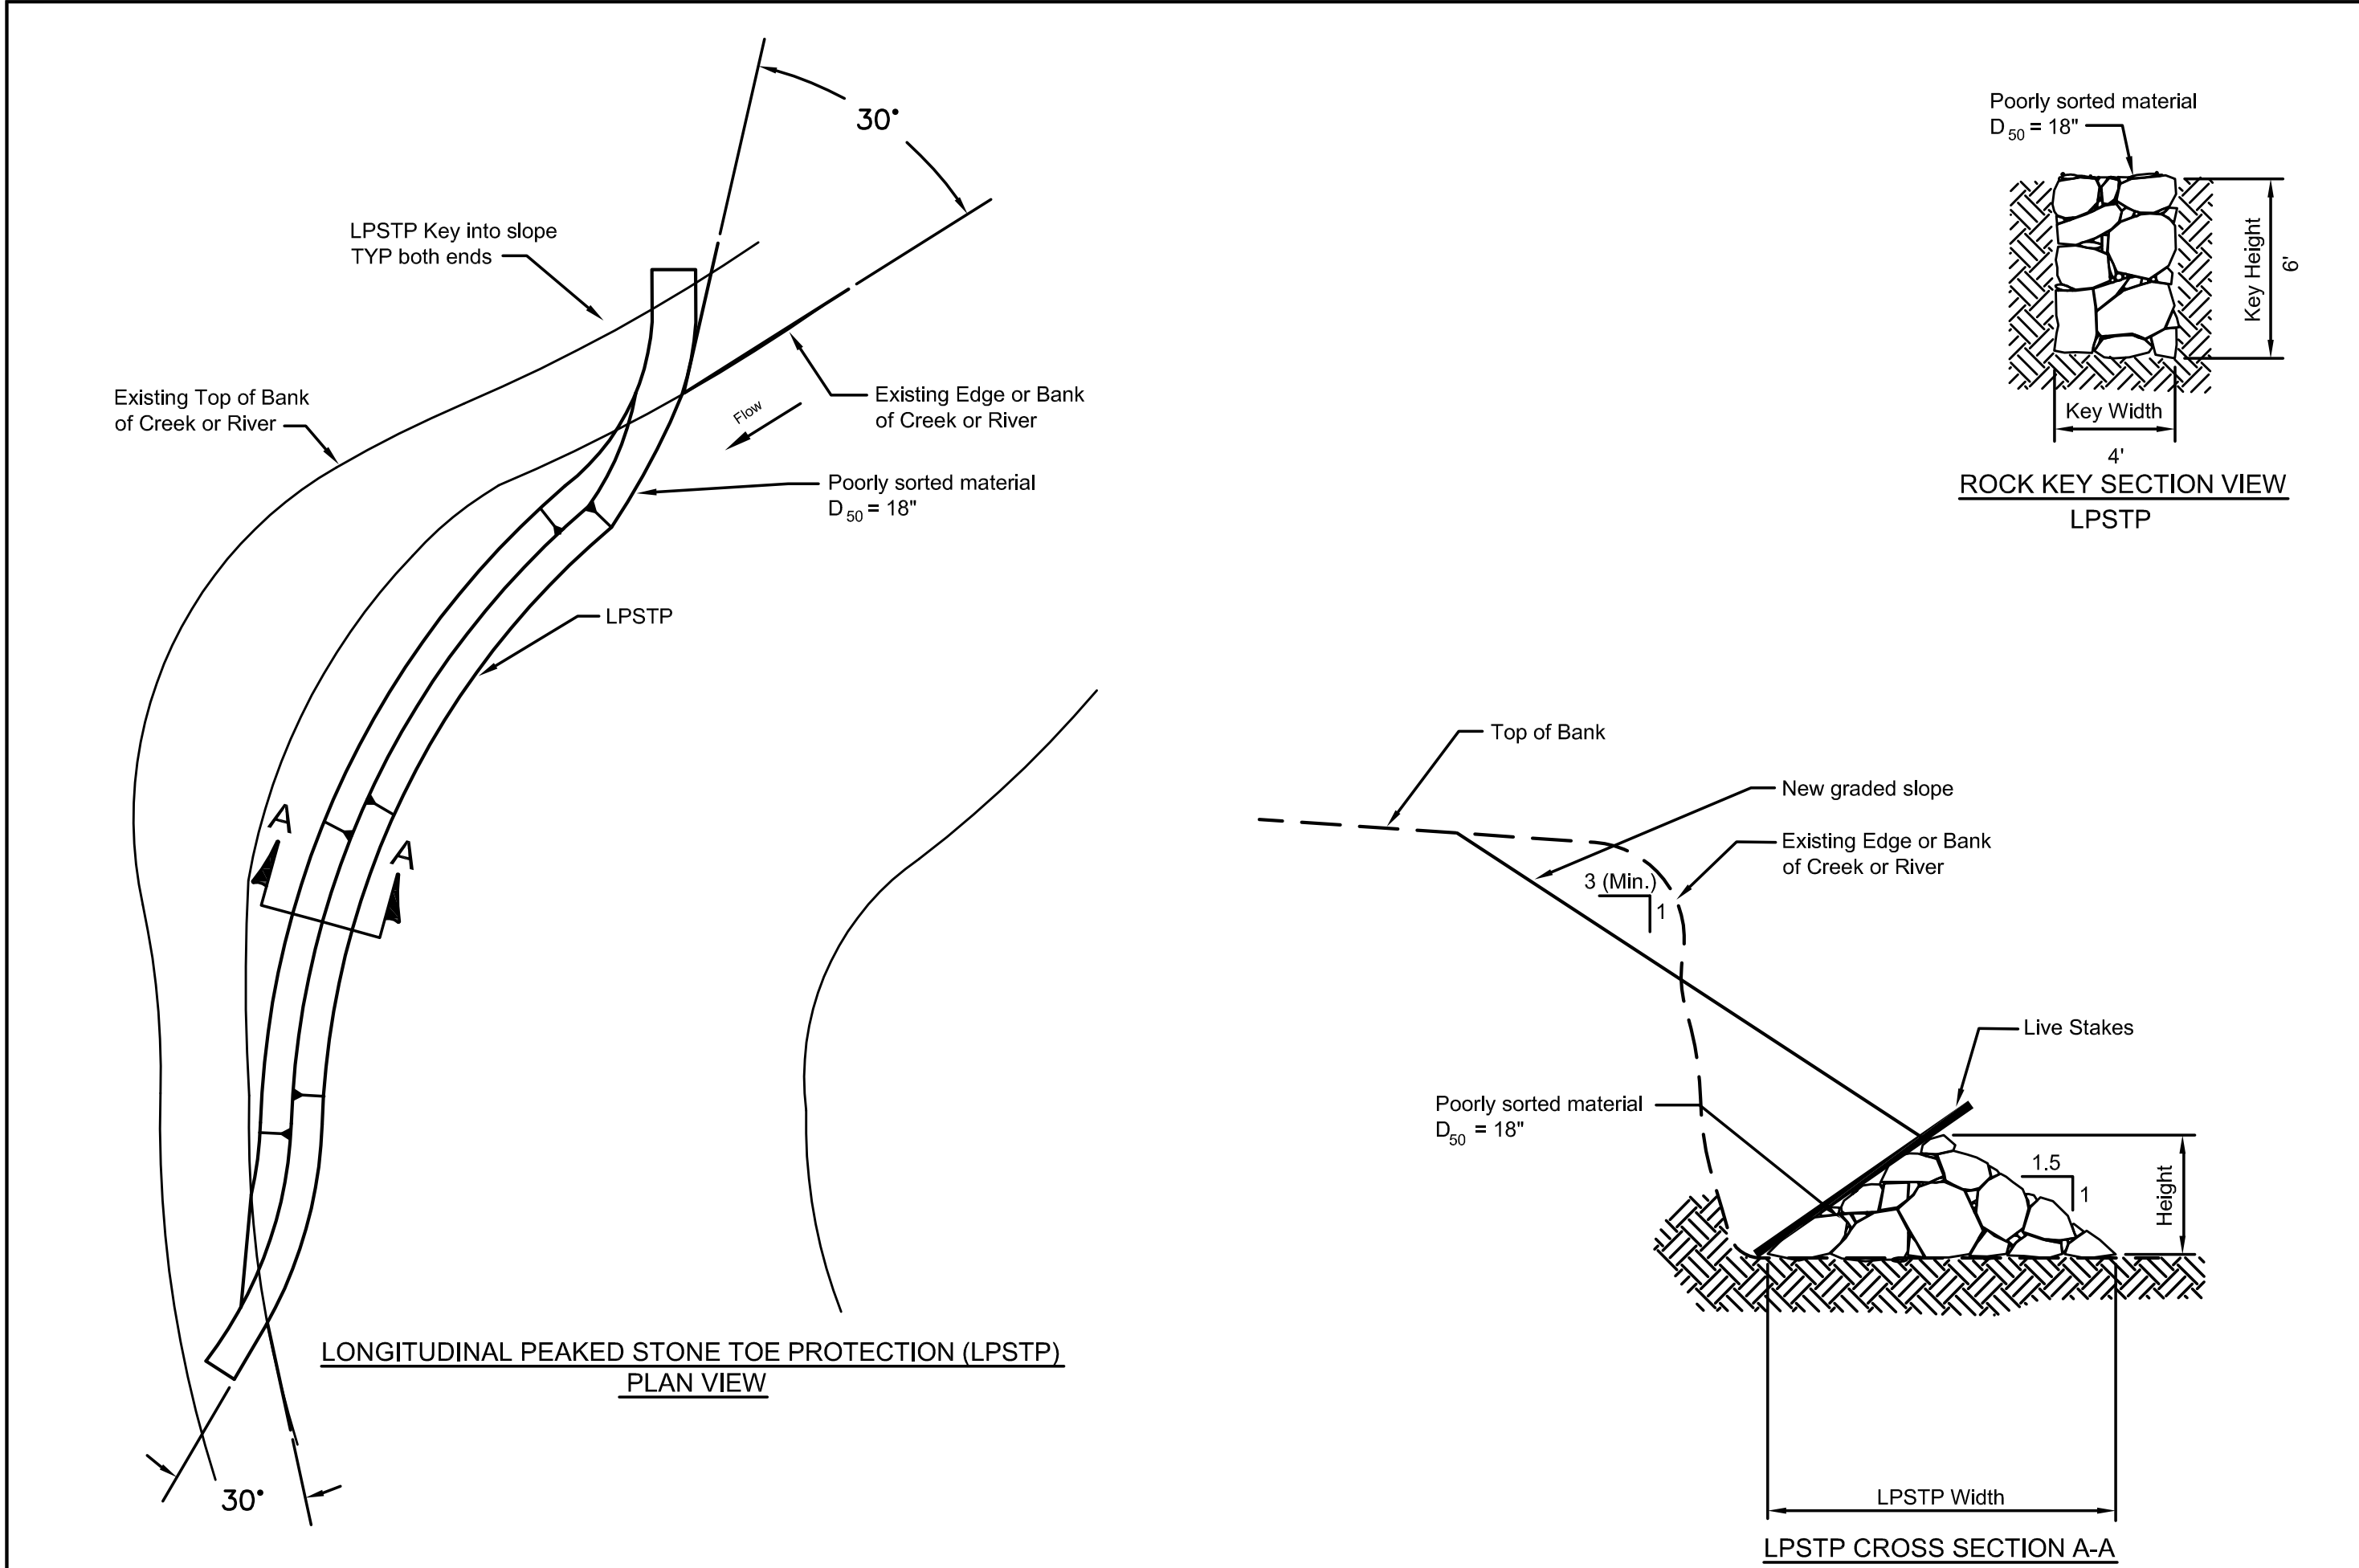 30°
LPSTP Key into slope
TYP both ends
Existing Top of Bank
of Creek or River
Existing Edge or Bank
of Creek or River
Flow
Poorly sorted material
D50 = 18"
LPSTP
A
A
30°
LONGITUDINAL PEAKED STONE TOE PROTECTION (LPSTP)
PLAN VIEW
Poorly sorted material
D50 = 18"
Key Height
6'
Key Width
4'
ROCK KEY SECTION VIEW
LPSTP
Top of Bank
New graded slope
Existing Edge or Bank
of Creek or River
3 (Min.)
1
Live Stakes
Poorly sorted material
D50 = 18"
1.5
1
Height
LPSTP Width
LPSTP CROSS SECTION A-A